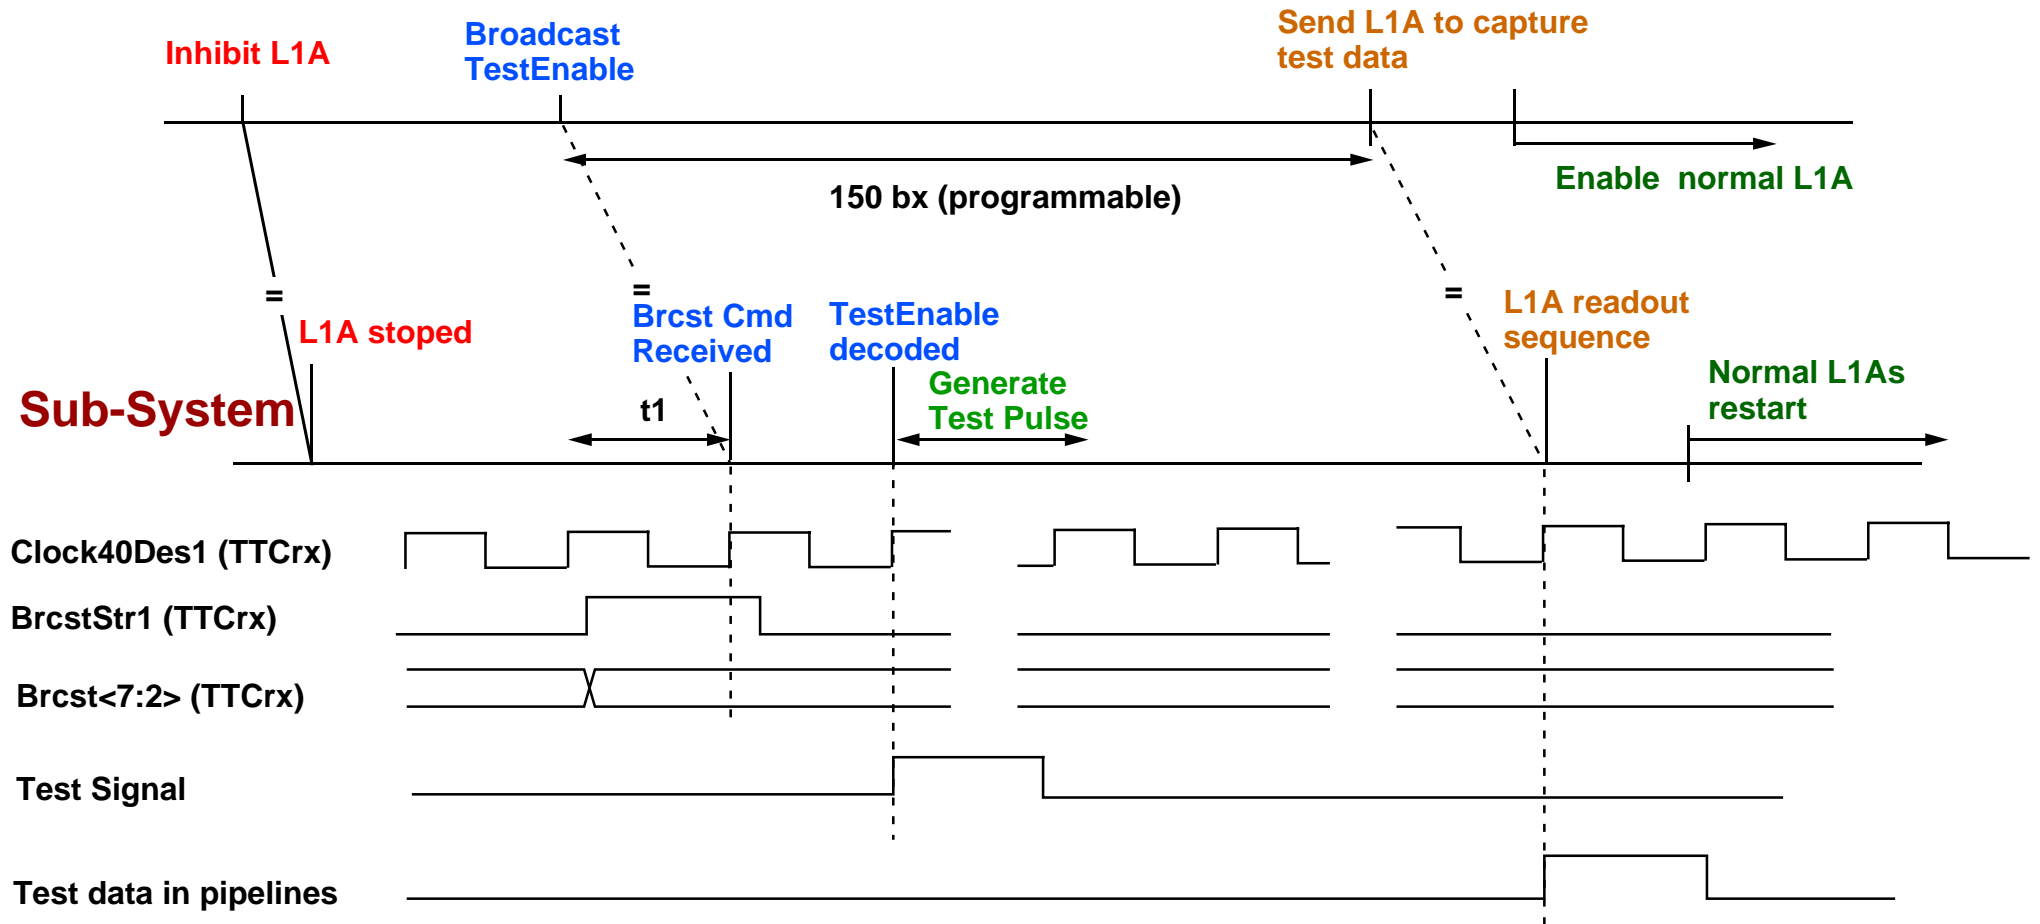 Inhibit L1A
Broadcast
TestEnable
Send L1A to capture
test data
150 bx (programmable)
Enable normal L1A
=
=
=
L1A stoped
Brcst Cmd
Received
TestEnable
decoded
L1A readout
sequence
Sub-System
t1
Generate
Test Pulse
Normal L1As
restart
Clock40Des1 (TTCrx)
BrcstStr1 (TTCrx)
Brcst<7:2> (TTCrx)
Test Signal
Test data in pipelines